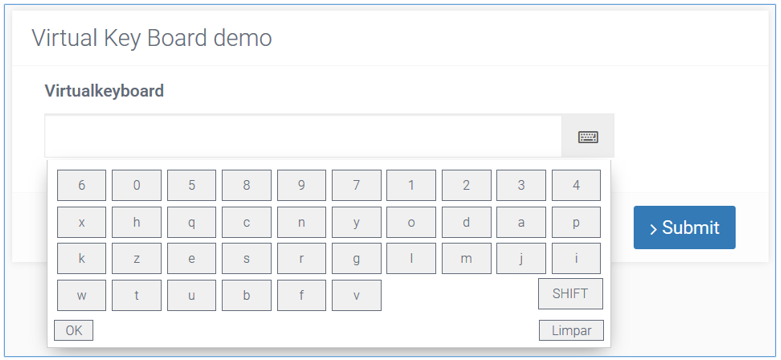 Virtual Key Board demo
Virtualkeyboard
6 0 5 8 9 7 1 2 3 4
x h q c n y o d a p
› Submit
k z e s r g l m j i
w t u b f v SHIFT
OK Limpar